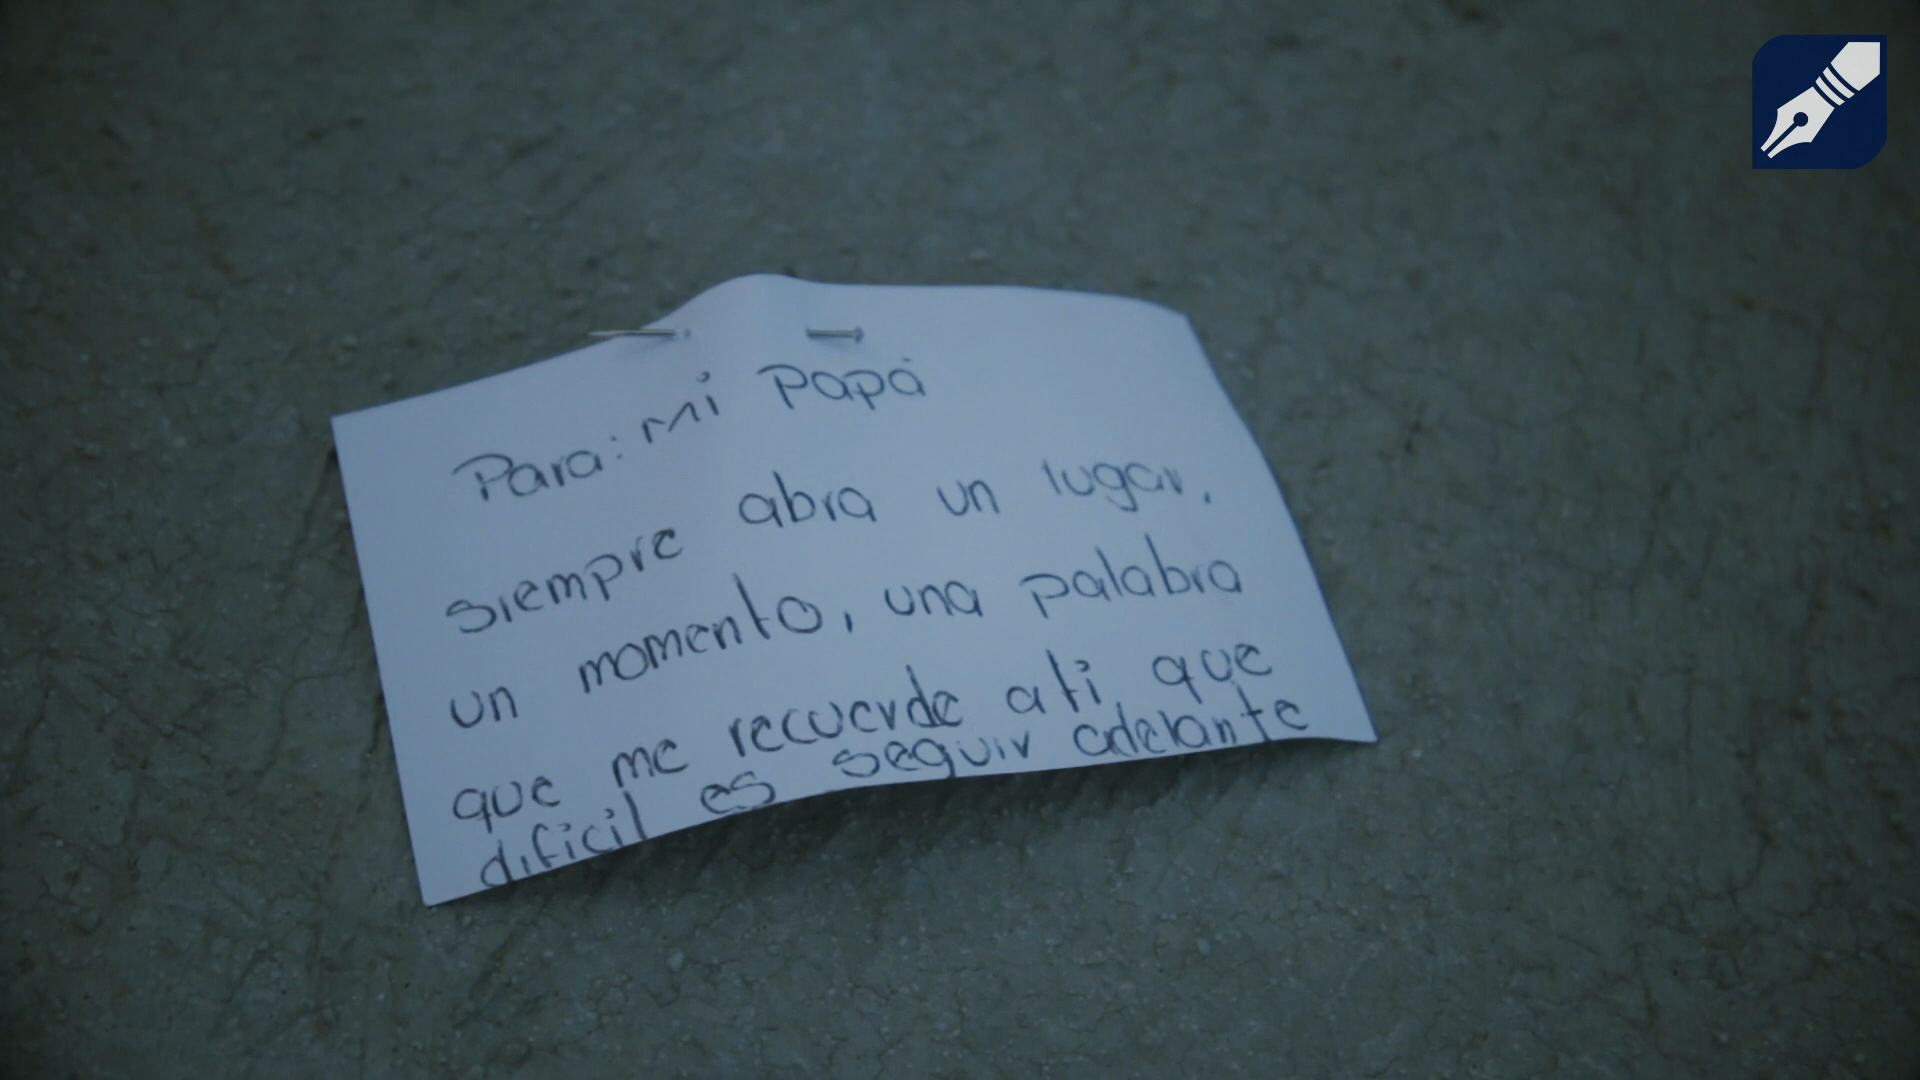 Para: mi Papá
siempre abra un lugar,
un momento, una palabra
que me recuerde a ti que
dificil es seguir adelante